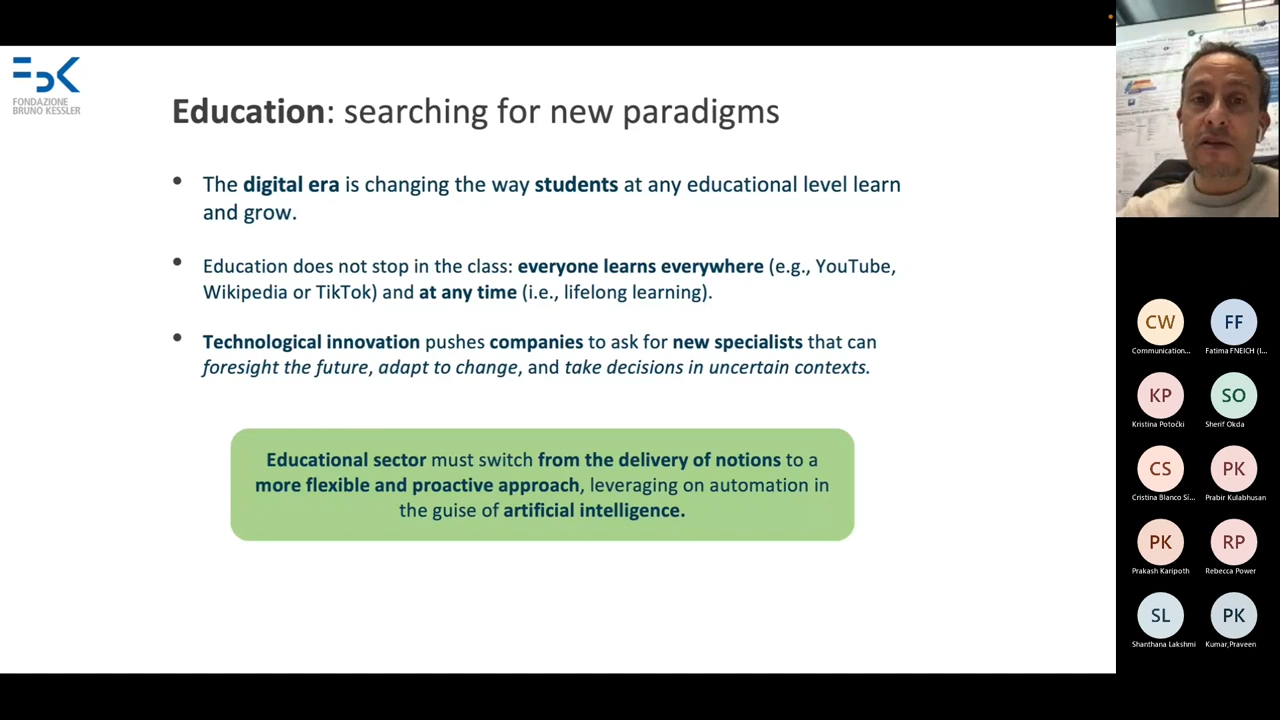 FONDAZIONE
BRUNO KESSLER
Education: searching for new paradigms
• The digital era is changing the way students at any educational level learn
and grow.
• Education does not stop in the class: everyone learns everywhere (e.g., YouTube,
Wikipedia or TikTok) and at any time (i.e., lifelong learning).
• Technological innovation pushes companies to ask for new specialists that can
foresight the future, adapt to change, and take decisions in uncertain contexts.
Educational sector must switch from the delivery of notions to a
more flexible and proactive approach, leveraging on automation in
the guise of artificial intelligence.
CW
FF
Communication...
Fatima FNEICH (I...
KP
SO
Kristina Potočki
Sherif Okda
CS
PK
Cristina Blanco Si...
Prabir Kulabhusan
PK
RP
Prakash Karipoth
Rebecca Power
SL
PK
Shanthana Lakshmi
Kumar,Praveen